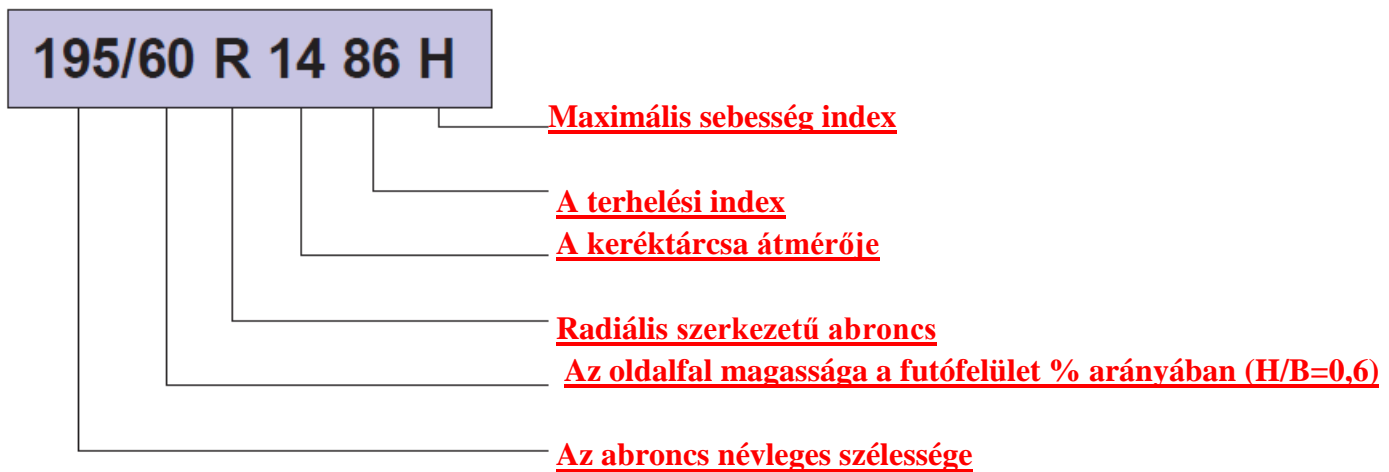 195/60 R 14 86 H
Maximális sebesség index
A terhelési index
A keréktárcsa átmérője
Radiális szerkezetű abroncs
Az oldalfal magassága a futófelület % arányában (H/B=0,6)
Az abroncs névleges szélessége